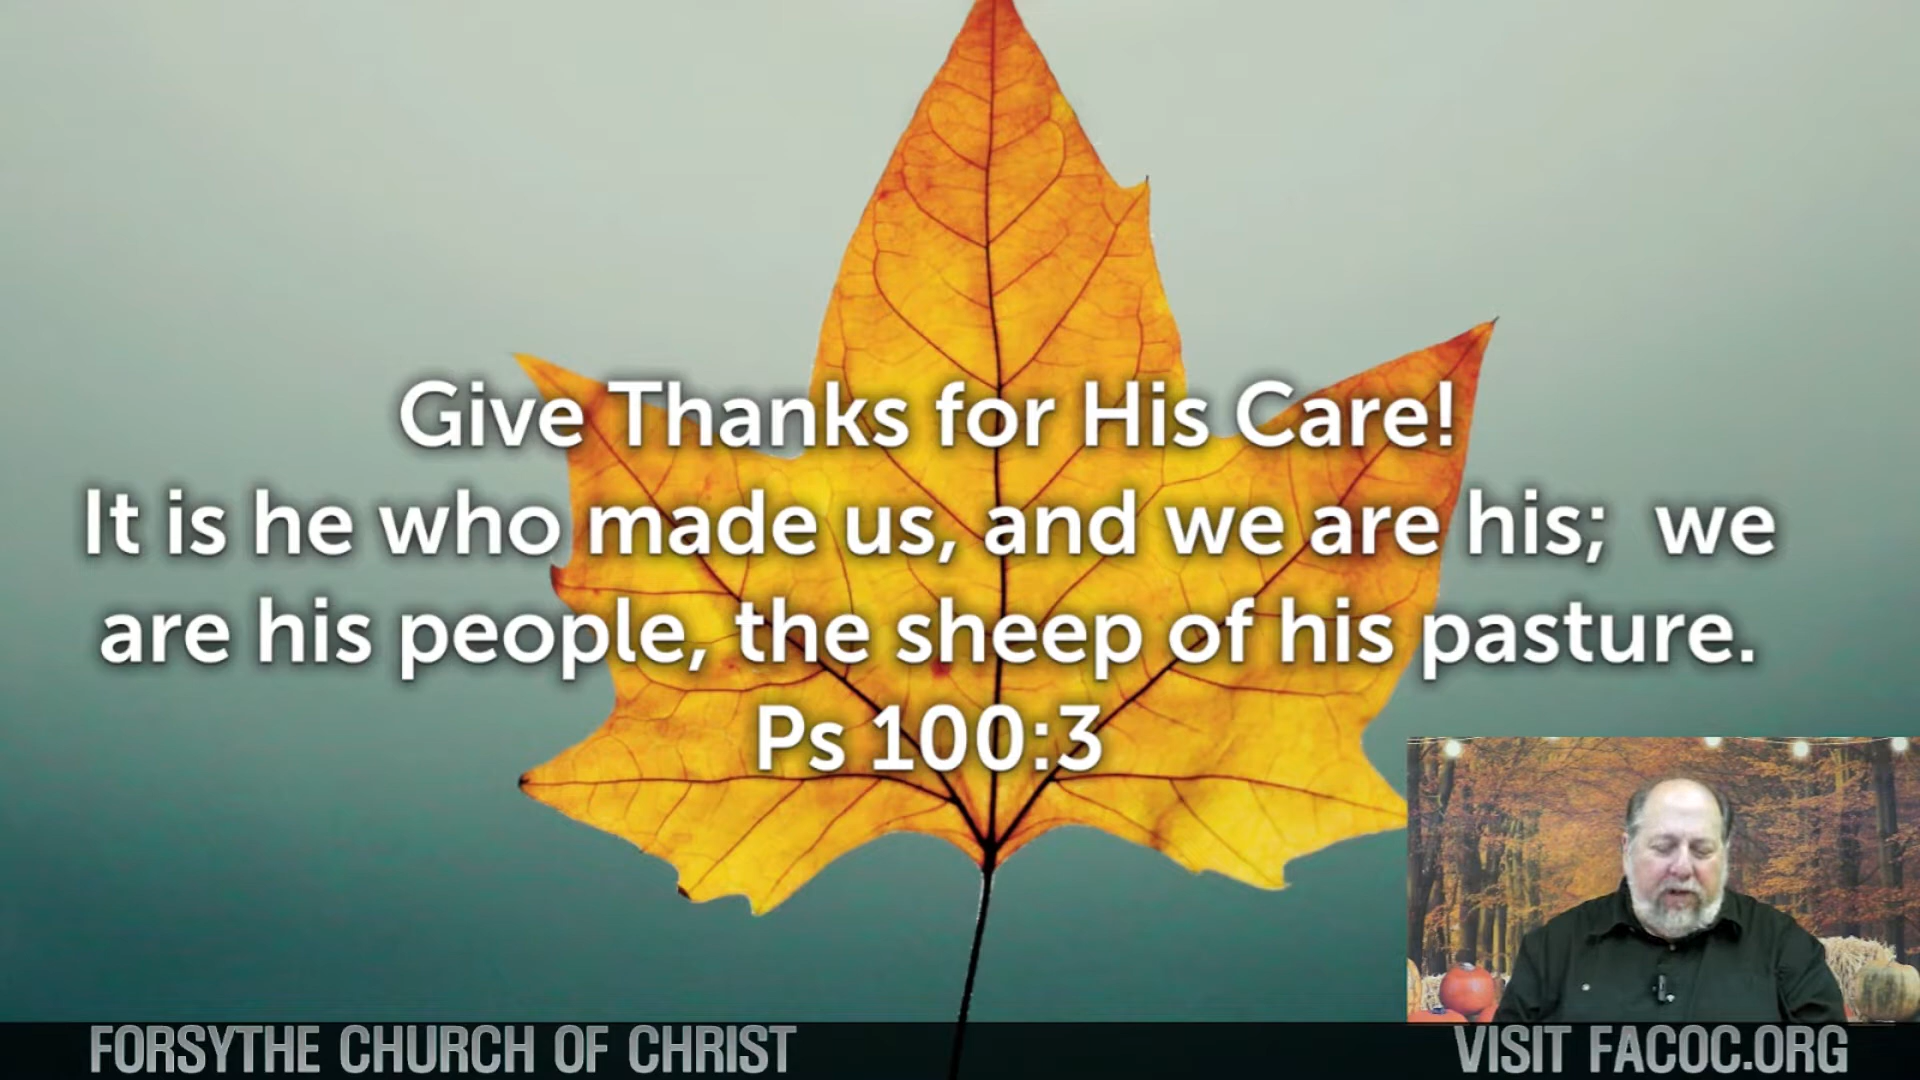 Give Thanks for His Care!
It is he who made us, and we are his;  we
are his people, the sheep of his pasture.
Ps 100:3
FORSYTHE CHURCH OF CHRIST
VISIT FACOC.ORG